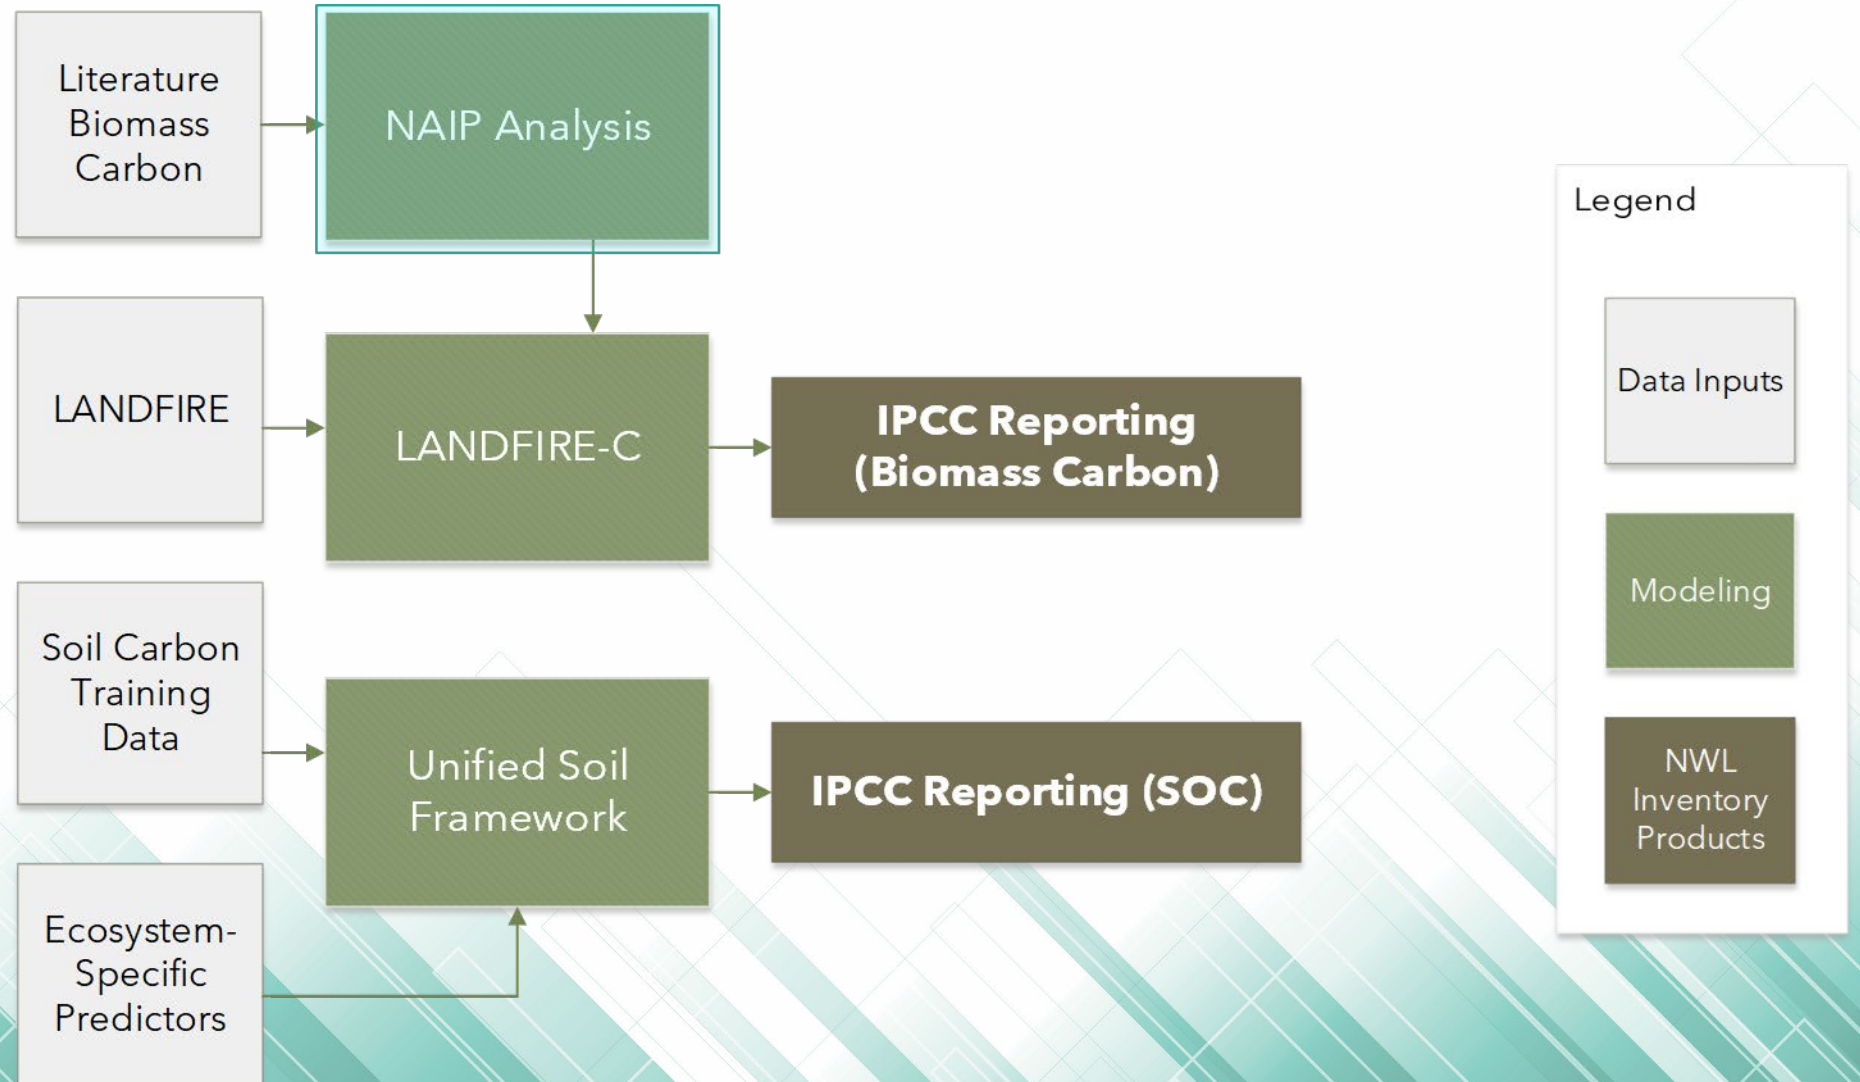 Literature
Biomass
Carbon
NAIP Analysis
LANDFIRE
LANDFIRE-C
IPCC Reporting
(Biomass Carbon)
Soil Carbon
Training
Data
Unified Soil
Framework
IPCC Reporting (SOC)
Ecosystem-
Specific
Predictors
Legend
Data Inputs
Modeling
NWL
Inventory
Products